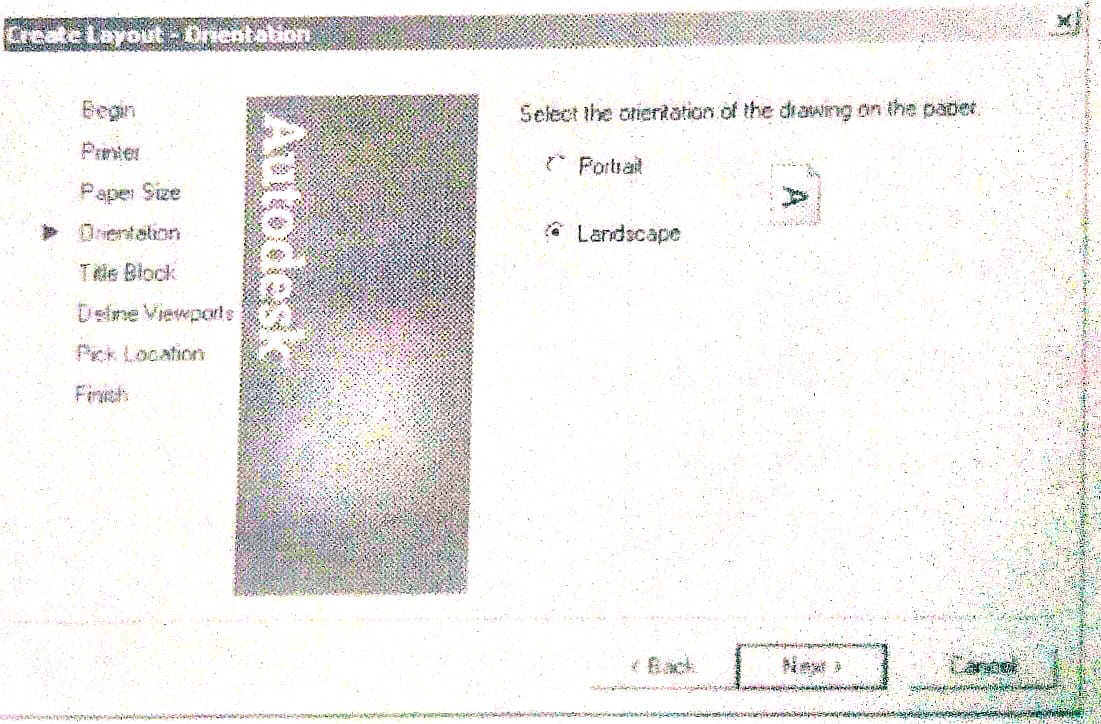 Create Layout - Orientation
Begin
Printer
Paper Size
Orientation
Title Block
Define Viewports
Pick Location
Finish
Autodesk
Select the orientation of the drawing on the paper.
Portrait
Landscape
A
< Back
Next >
Cancel